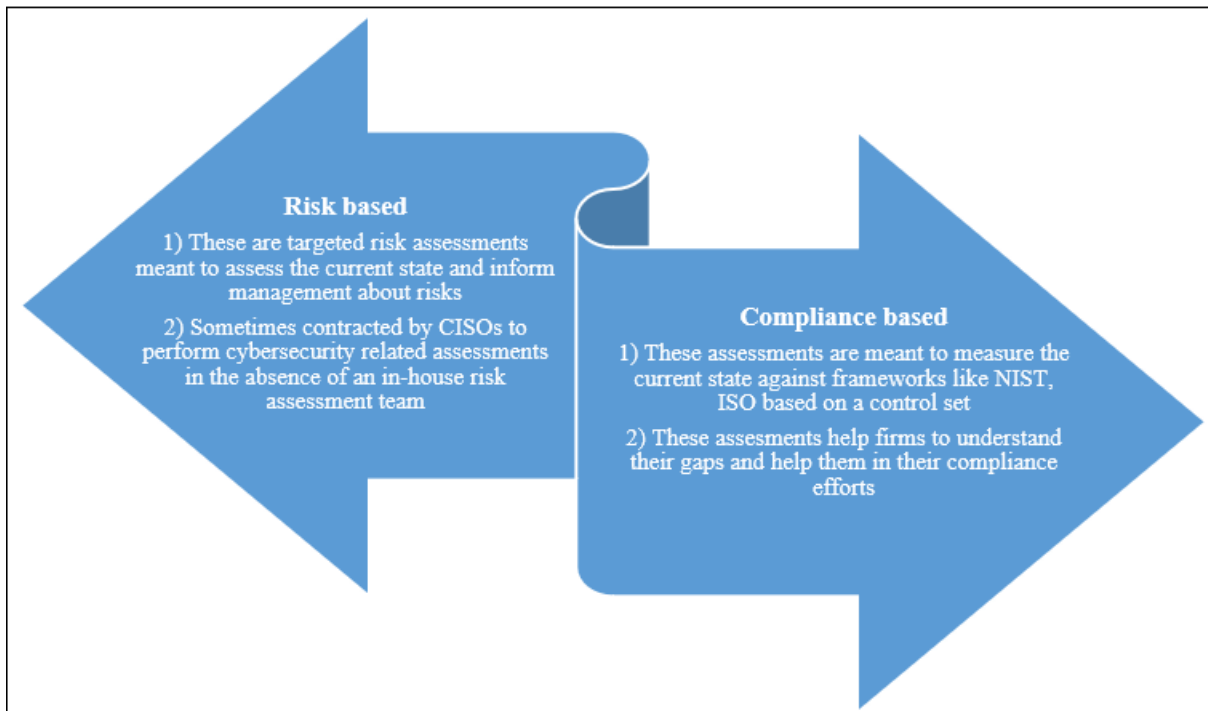 Risk based
1) These are targeted risk assessments
meant to assess the current state and inform
management about risks
2) Sometimes contracted by CISOs to
perform cybersecurity related assessments
in the absence of an in-house risk
assessment team
Compliance based
1) These assessments are meant to measure the
current state against frameworks like NIST,
ISO based on a control set
2) These assesments help firms to understand
their gaps and help them in their compliance
efforts